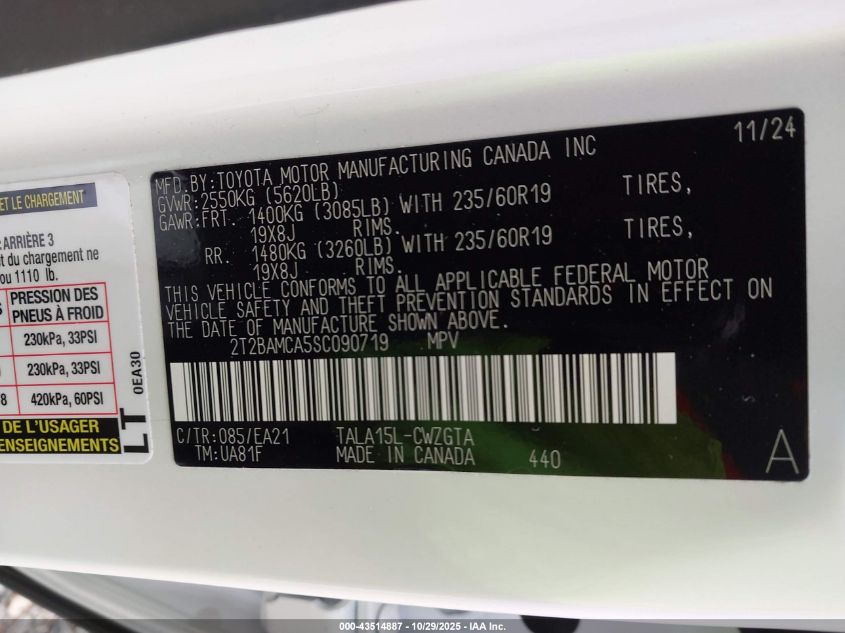 ET LE CHARGEMENT
ARRIÈRE 3
t du chargement ne
ou 1110 lb.
PRESSION DES
PNEUS À FROID
230kPa, 33PSI
230kPa, 33PSI
8 420kPa, 60PSI
DE L'USAGER
ENSEIGNEMENTS
LT 0EA30
11/24
MFD.BY:TOYOTA MOTOR MANUFACTURING CANADA INC
GVWR:2550KG (5620LB)
GAWR:FRT. 1400KG (3085LB) WITH 235/60R19 TIRES,
19X8J RIMS.
RR. 1480KG (3260LB) WITH 235/60R19 TIRES,
19X8J RIMS.
THIS VEHICLE CONFORMS TO ALL APPLICABLE FEDERAL MOTOR
VEHICLE SAFETY AND THEFT PREVENTION STANDARDS IN EFFECT ON
THE DATE OF MANUFACTURE SHOWN ABOVE.
2T2BAMCA5SC090719 MPV
C/TR:085/EA21 TALA15L-CWZGTA
TM:UA81F MADE IN CANADA 440
A
000-43514887 - 10/29/2025 - IAA Inc.